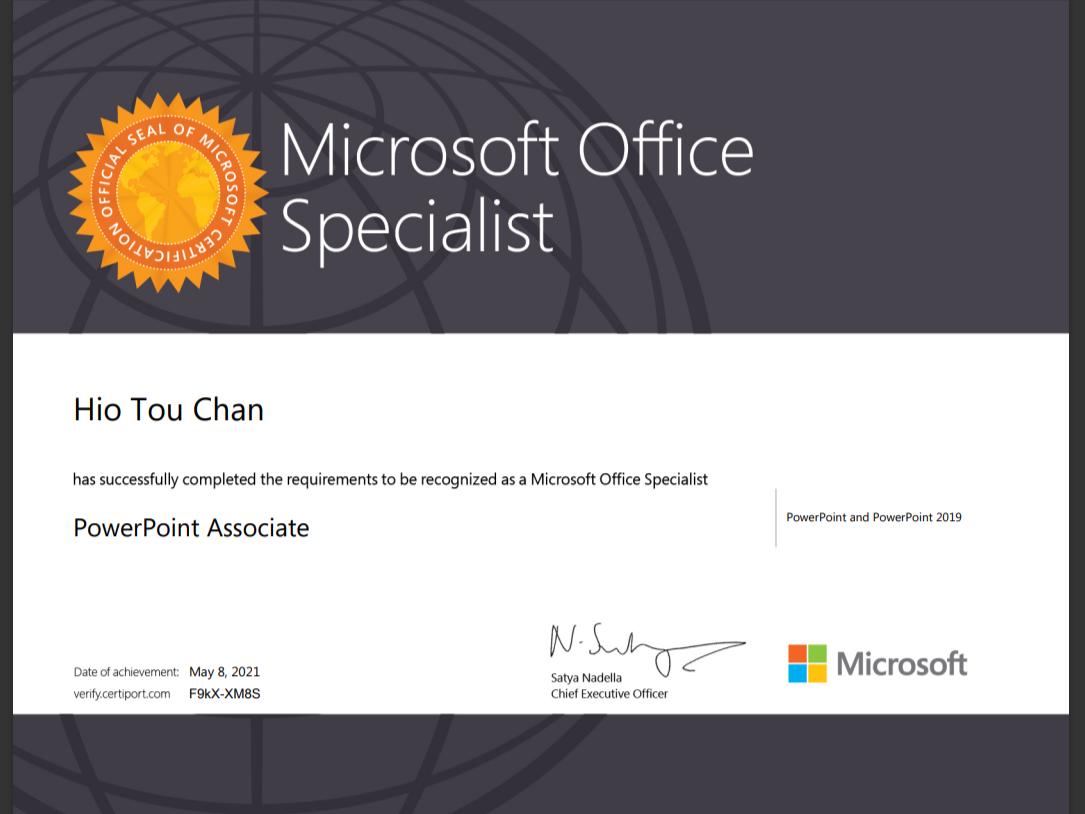 OFFICIAL SEAL OF MICROSOFT CERTIFICATION
Microsoft Office
Specialist
Hio Tou Chan
has successfully completed the requirements to be recognized as a Microsoft Office Specialist
PowerPoint Associate
PowerPoint and PowerPoint 2019
Date of achievement: May 8, 2021
verify.certiport.com F9kX-XM8S
N. Satya
Satya Nadella
Chief Executive Officer
Microsoft